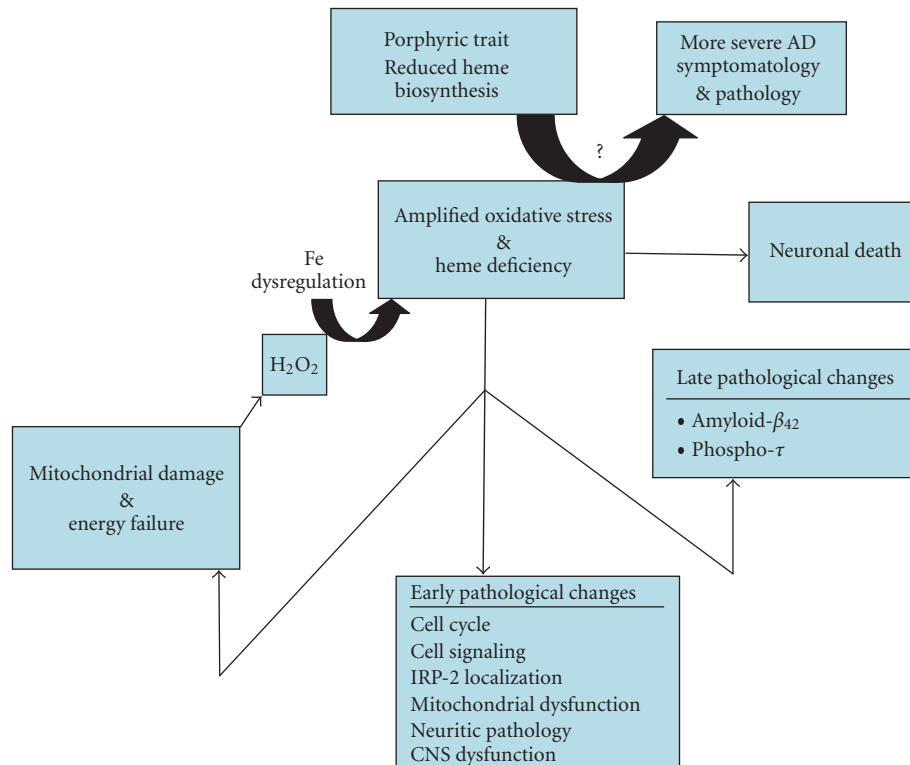 Porphyric trait
Reduced heme
biosynthesis
More severe AD
symptomatology
& pathology
?
Amplified oxidative stress
&
heme deficiency
Neuronal death
Fe
dysregulation
H₂O₂
Late pathological changes
• Amyloid-β₄₂
• Phospho-τ
Mitochondrial damage
&
energy failure
Early pathological changes
Cell cycle
Cell signaling
IRP-2 localization
Mitochondrial dysfunction
Neuritic pathology
CNS dysfunction